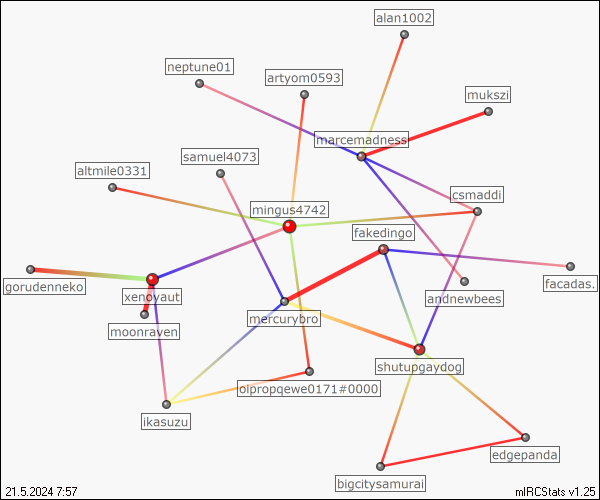 alan1002
neptune01
artyom0593
mukszi
marcemadness
samuel4073
altmile0331
csmaddi
mingus4742
fakedingo
gorudenneko
xenoyaut
facadas.
andnewbees
mercurybro
moonraven
shutupgaydog
oipropqewe0171#0000
ikasuzu
edgepanda
bigcitysamurai
21.5.2024 7:57
mIRCStats v1.25